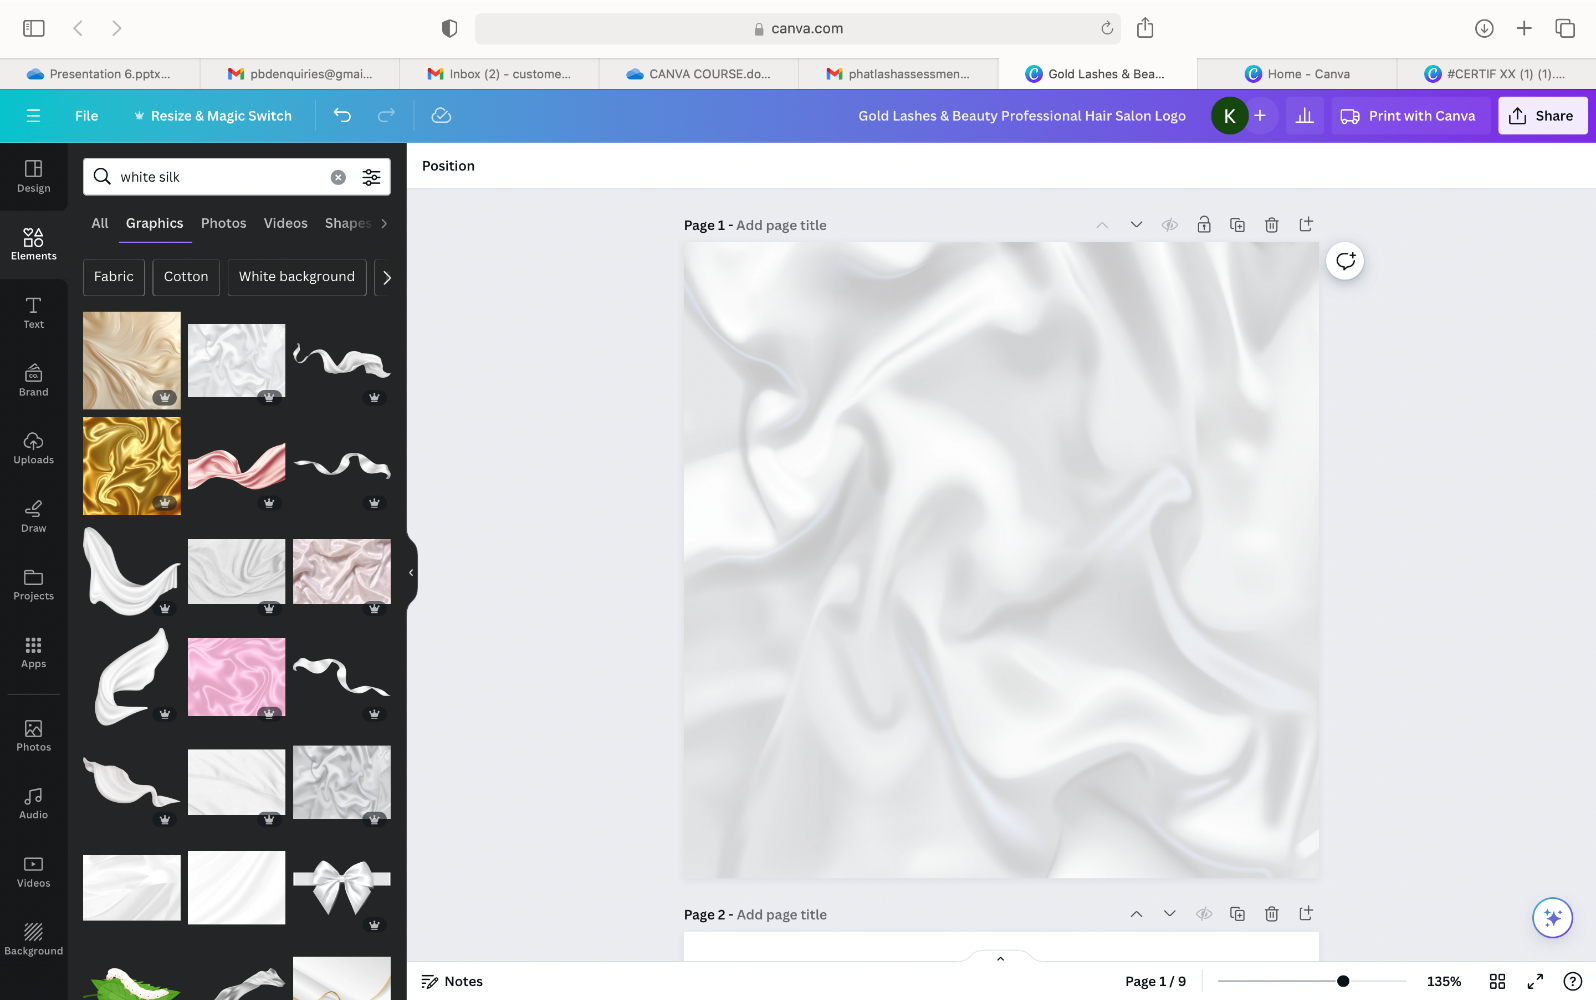 canva.com
Presentation 6.pptx...
pbdenquiries@gmai...
Inbox (2) – custome...
CANVA COURSE.do...
phatlashassessmen...
Gold Lashes & Bea...
Home - Canva
#CERTIF XX (1) (1)....
File
Resize & Magic Switch
Gold Lashes & Beauty Professional Hair Salon Logo
K
Print with Canva
Share
Design
Elements
Text
Brand
Uploads
Draw
Projects
Apps
Photos
Audio
Videos
Background
white silk
All
Graphics
Photos
Videos
Shapes
Fabric
Cotton
White background
Position
Page 1 - Add page title
Page 2 - Add page title
Notes
Page 1 / 9
135%